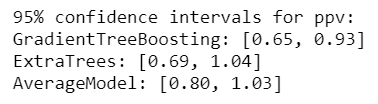 95% confidence intervals for ppv:
GradientTreeBoosting: [0.65, 0.93]
ExtraTrees: [0.69, 1.04]
AverageModel: [0.80, 1.03]